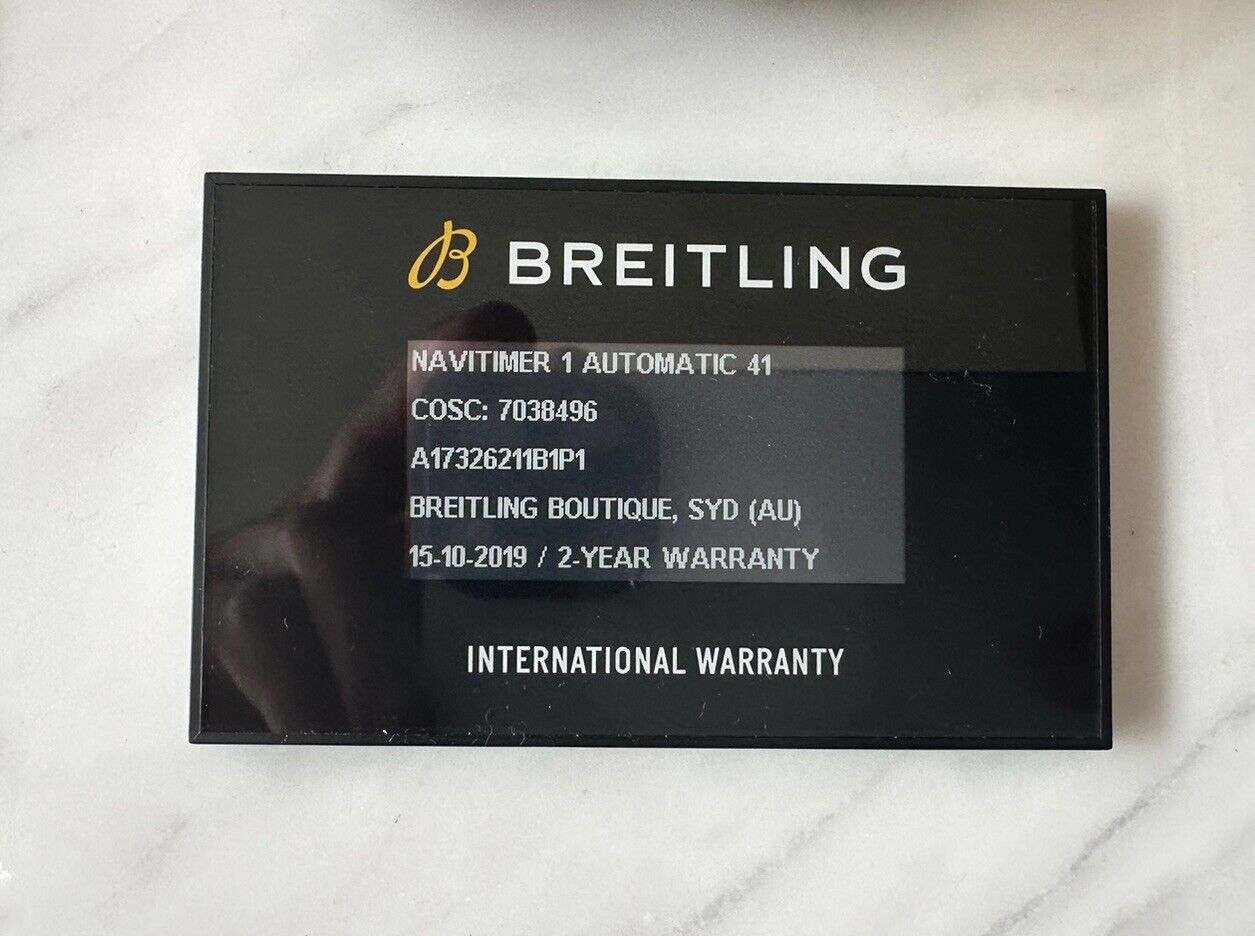 BREITLING
NAVITIMER 1 AUTOMATIC 41
COSC: 7038496
A17326211B1P1
BREITLING BOUTIQUE, SYD (AU)
15-10-2019 / 2-YEAR WARRANTY
INTERNATIONAL WARRANTY